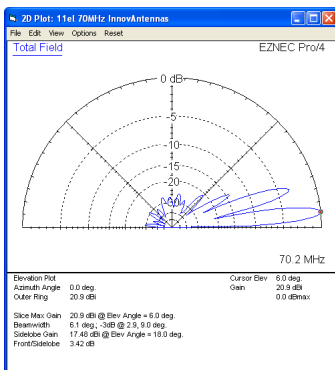 2D Plot: 11el 70MHz InnovAntennas
File Edit View Options Reset
Total Field EZNEC Pro/4
0 dB
-5
-10
-15
-20
70.2 MHz
Elevation Plot Cursor Elev 6.0 deg.
Azimuth Angle 0.0 deg. Gain 20.9 dBi
Outer Ring 20.9 dBi 0.0 dBmax
Slice Max Gain 20.9 dBi @ Elev Angle = 6.0 deg.
Beamwidth 6.1 deg.; -3dB @ 2.9, 9.0 deg.
Sidelobe Gain 17.48 dBi @ Elev Angle = 18.0 deg.
Front/Sidelobe 3.42 dB